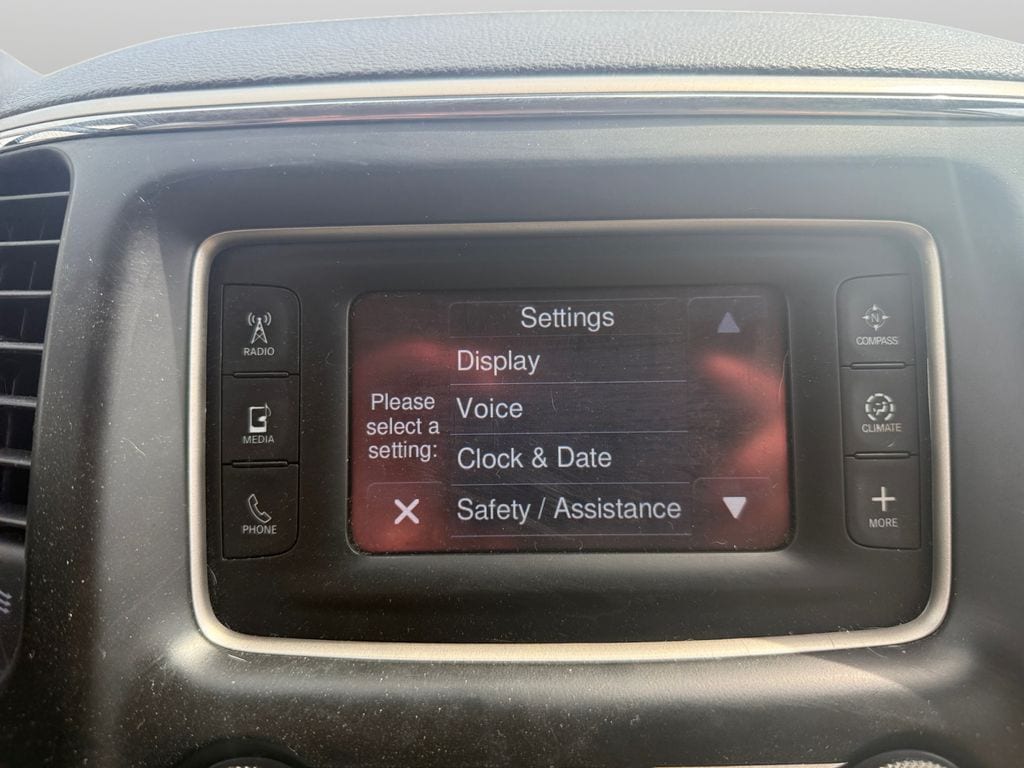 RADIO
MEDIA
PHONE
Settings
Display
Voice
Clock & Date
Safety / Assistance
Please
select a
setting:
N
COMPASS
CLIMATE
MORE